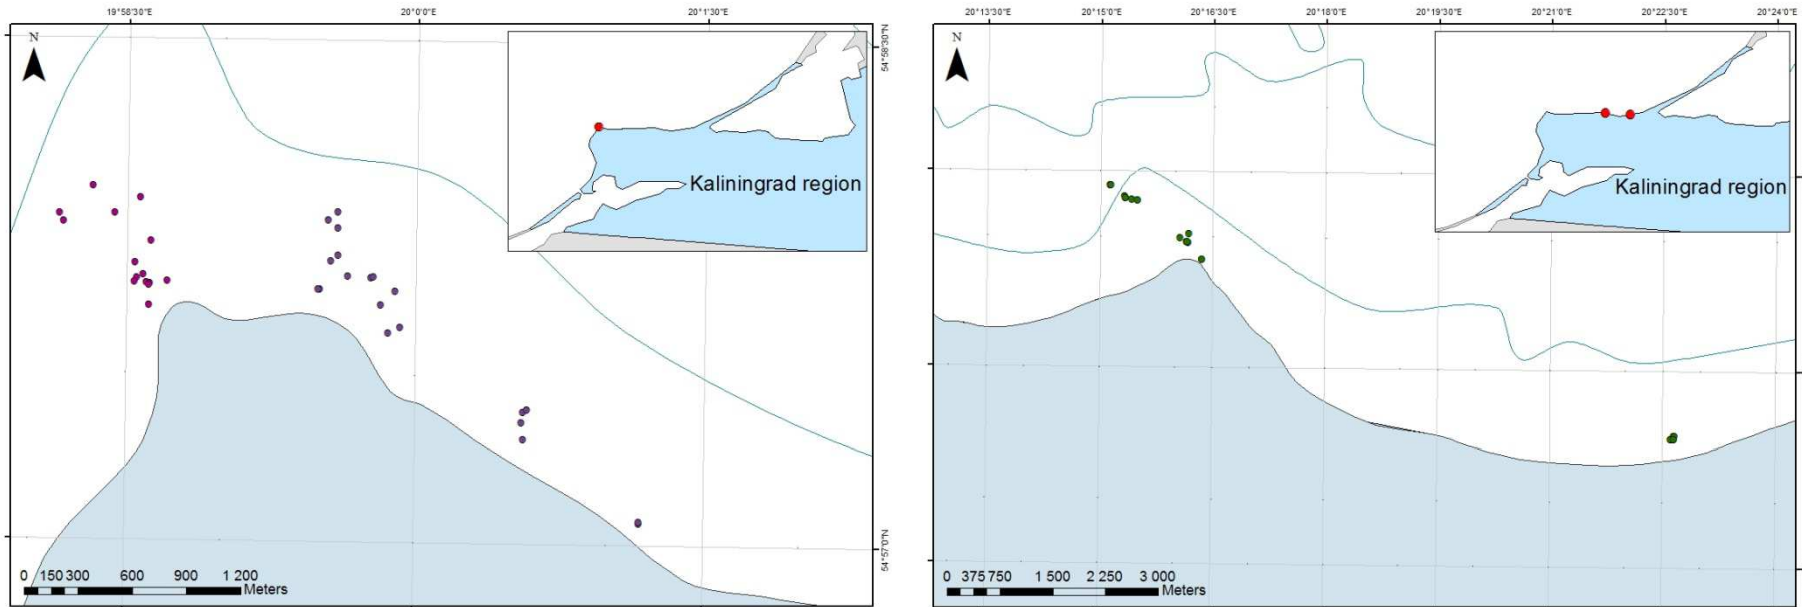 19°58'30"E 20°0'0"E 20°1'30"E
N
54°58'30"N
Kaliningrad region
54°57'0"N
0 150 300 600 900 1 200
Meters
20°13'30"E 20°15'0"E 20°16'30"E 20°18'0"E 20°19'30"E 20°21'0"E 20°22'30"E 20°24'0"E
N
Kaliningrad region
0 375 750 1 500 2 250 3 000
Meters